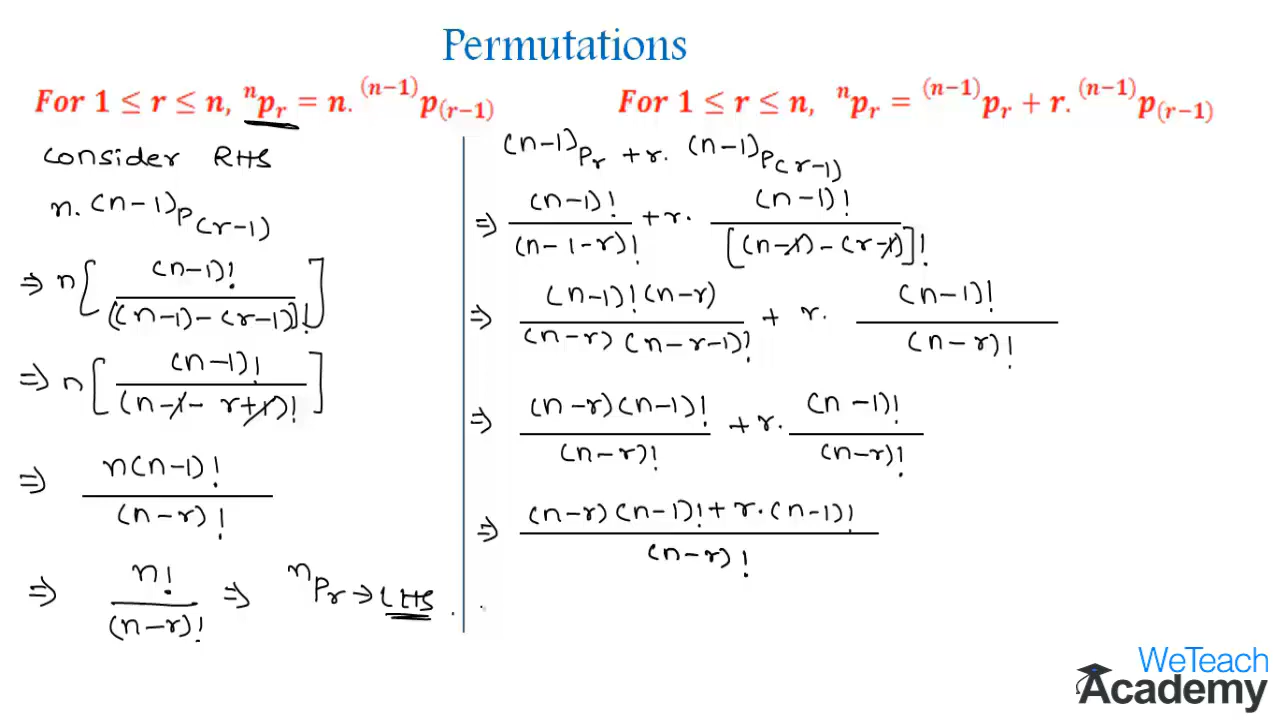 Permutations
For 1 ≤ r ≤ n, ⁿpᵣ = n. ⁽ⁿ⁻¹⁾p₍ᵣ₋₁₎
consider RHS
n. (n-1)p(r-1)
⇒ n[ (n-1)! / ((n-1)-(r-1))! ]
⇒ n[ (n-1)! / (n-1-r+1)! ]
⇒ n(n-1)! / (n-r)!
⇒ n! / (n-r)! ⇒ nPr → LHS.
For 1 ≤ r ≤ n, ⁿpᵣ = ⁽ⁿ⁻¹⁾pᵣ + r. ⁽ⁿ⁻¹⁾p₍ᵣ₋₁₎
(n-1)Pr + r. (n-1)P(r-1)
⇒ (n-1)! / (n-1-r)! + r. (n-1)! / [(n-1)-(r-1)]!
⇒ (n-1)!(n-r) / (n-r)(n-r-1)! + r. (n-1)! / (n-r)!
⇒ (n-r)(n-1)! / (n-r)! + r. (n-1)! / (n-r)!
⇒ (n-r)(n-1)! + r.(n-1)! / (n-r)!
WeTeach
Academy